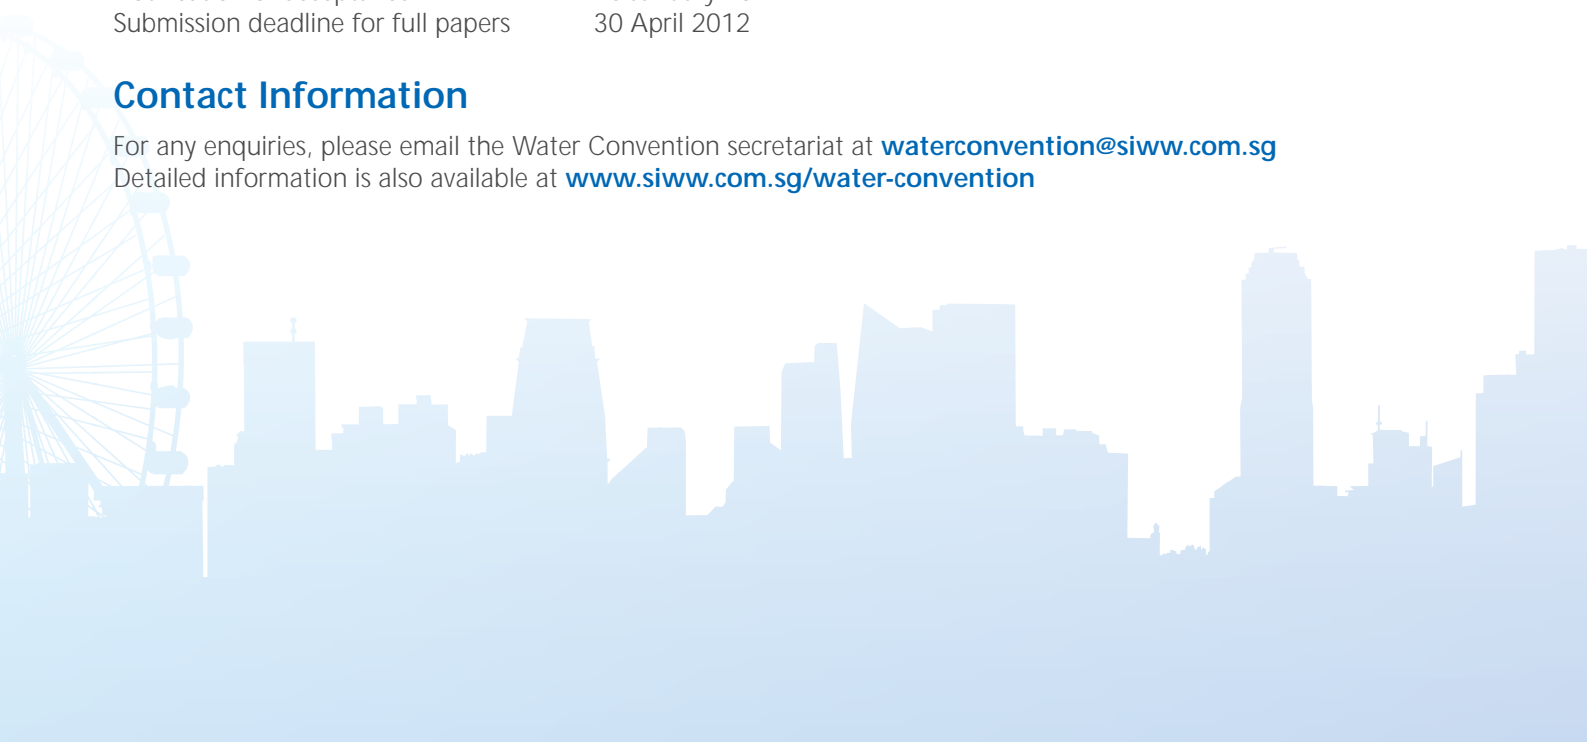 Submission deadline for full papers 30 April 2012
Contact Information
For any enquiries, please email the Water Convention secretariat at waterconvention@siww.com.sg
Detailed information is also available at www.siww.com.sg/water-convention